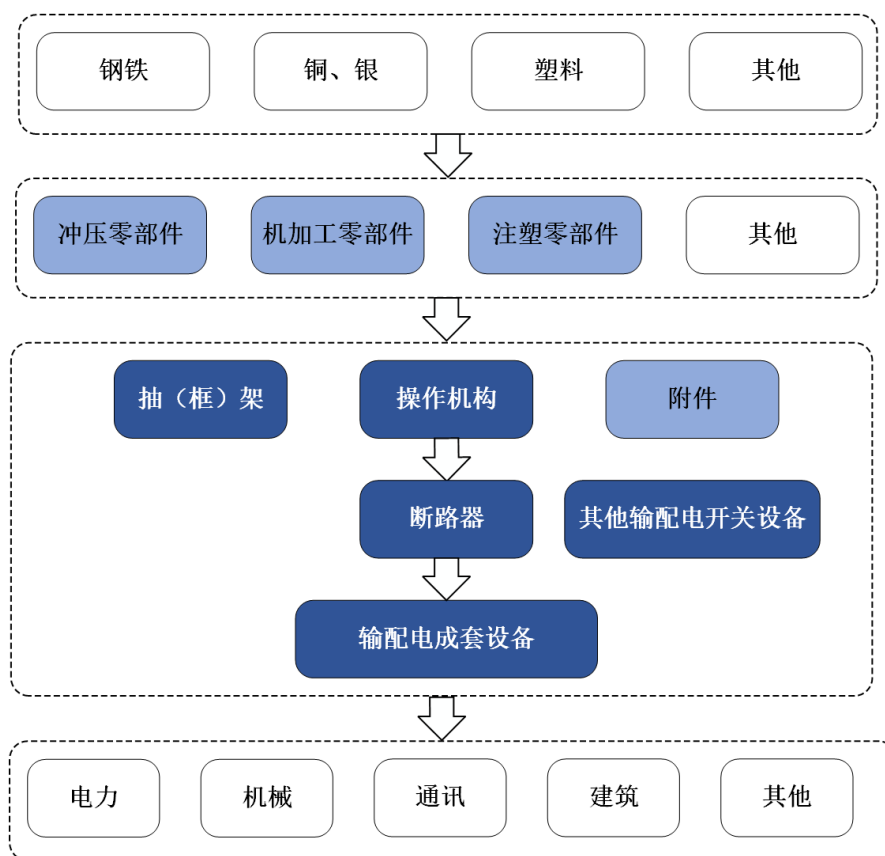 钢铁
铜、银
塑料
其他
冲压零部件
机加工零部件
注塑零部件
其他
抽（框）架
操作机构
附件
断路器
其他输配电开关设备
输配电成套设备
电力
机械
通讯
建筑
其他